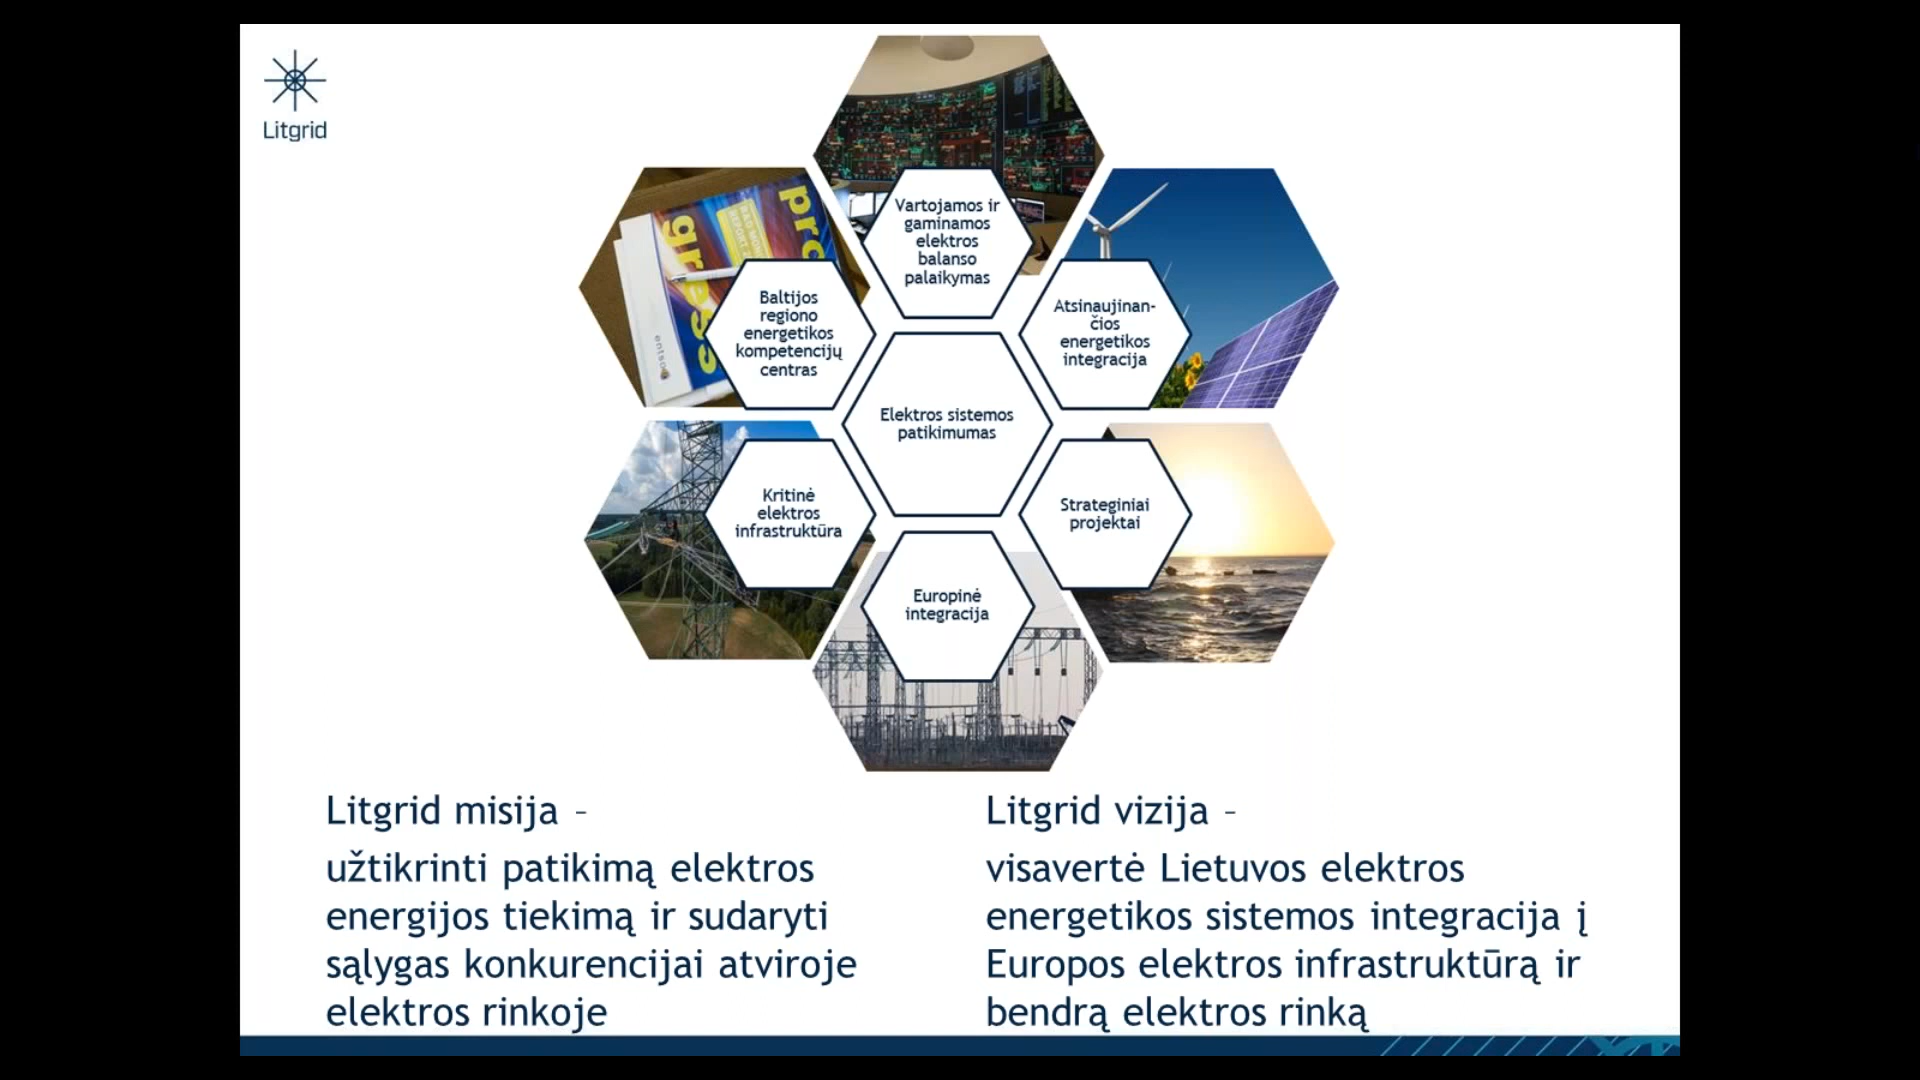 Litgrid
Vartojamos ir
gaminamos
elektros
balanso
palaikymas
Baltijos
regiono
energetikos
kompetencijų
centras
Atsinaujinan-
čios
energetikos
integracija
Elektros sistemos
patikimumas
Kritinė
elektros
infrastruktūra
Strateginiai
projektai
Europinė
integracija
Litgrid misija –
užtikrinti patikimą elektros
energijos tiekimą ir sudaryti
sąlygas konkurencijai atviroje
elektros rinkoje
Litgrid vizija –
visavertė Lietuvos elektros
energetikos sistemos integracija į
Europos elektros infrastruktūrą ir
bendrą elektros rinką
gress
entso